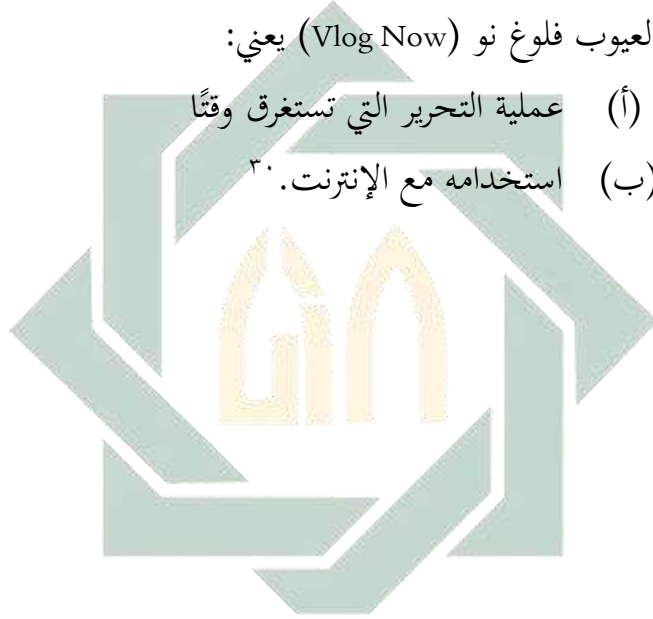 لعيوب فلوغ نو (Vlog Now) يعني:
(أ) عملية التحرير التي تستغرق وقتًا
(ب) استخدامه مع الإنترنت.٣٠